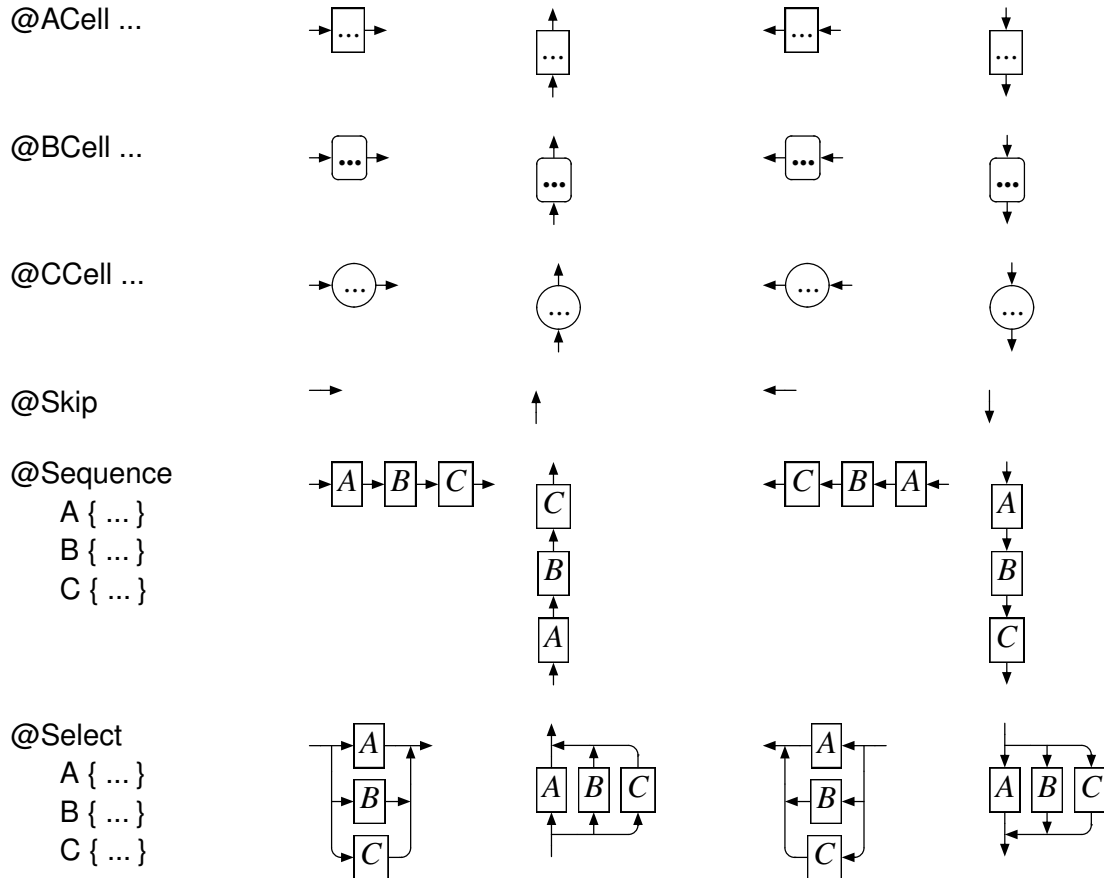 @ACell ... ... ... ... ...
@BCell ... ... ... ... ...
@CCell ... ... ... ... ...
@Skip
@Sequence A B C C C B A A
A { ... }
B { ... } B B
C { ... }
A C
@Select A A
A { ... } A B C A B C
B { ... } B B
C { ... } C C